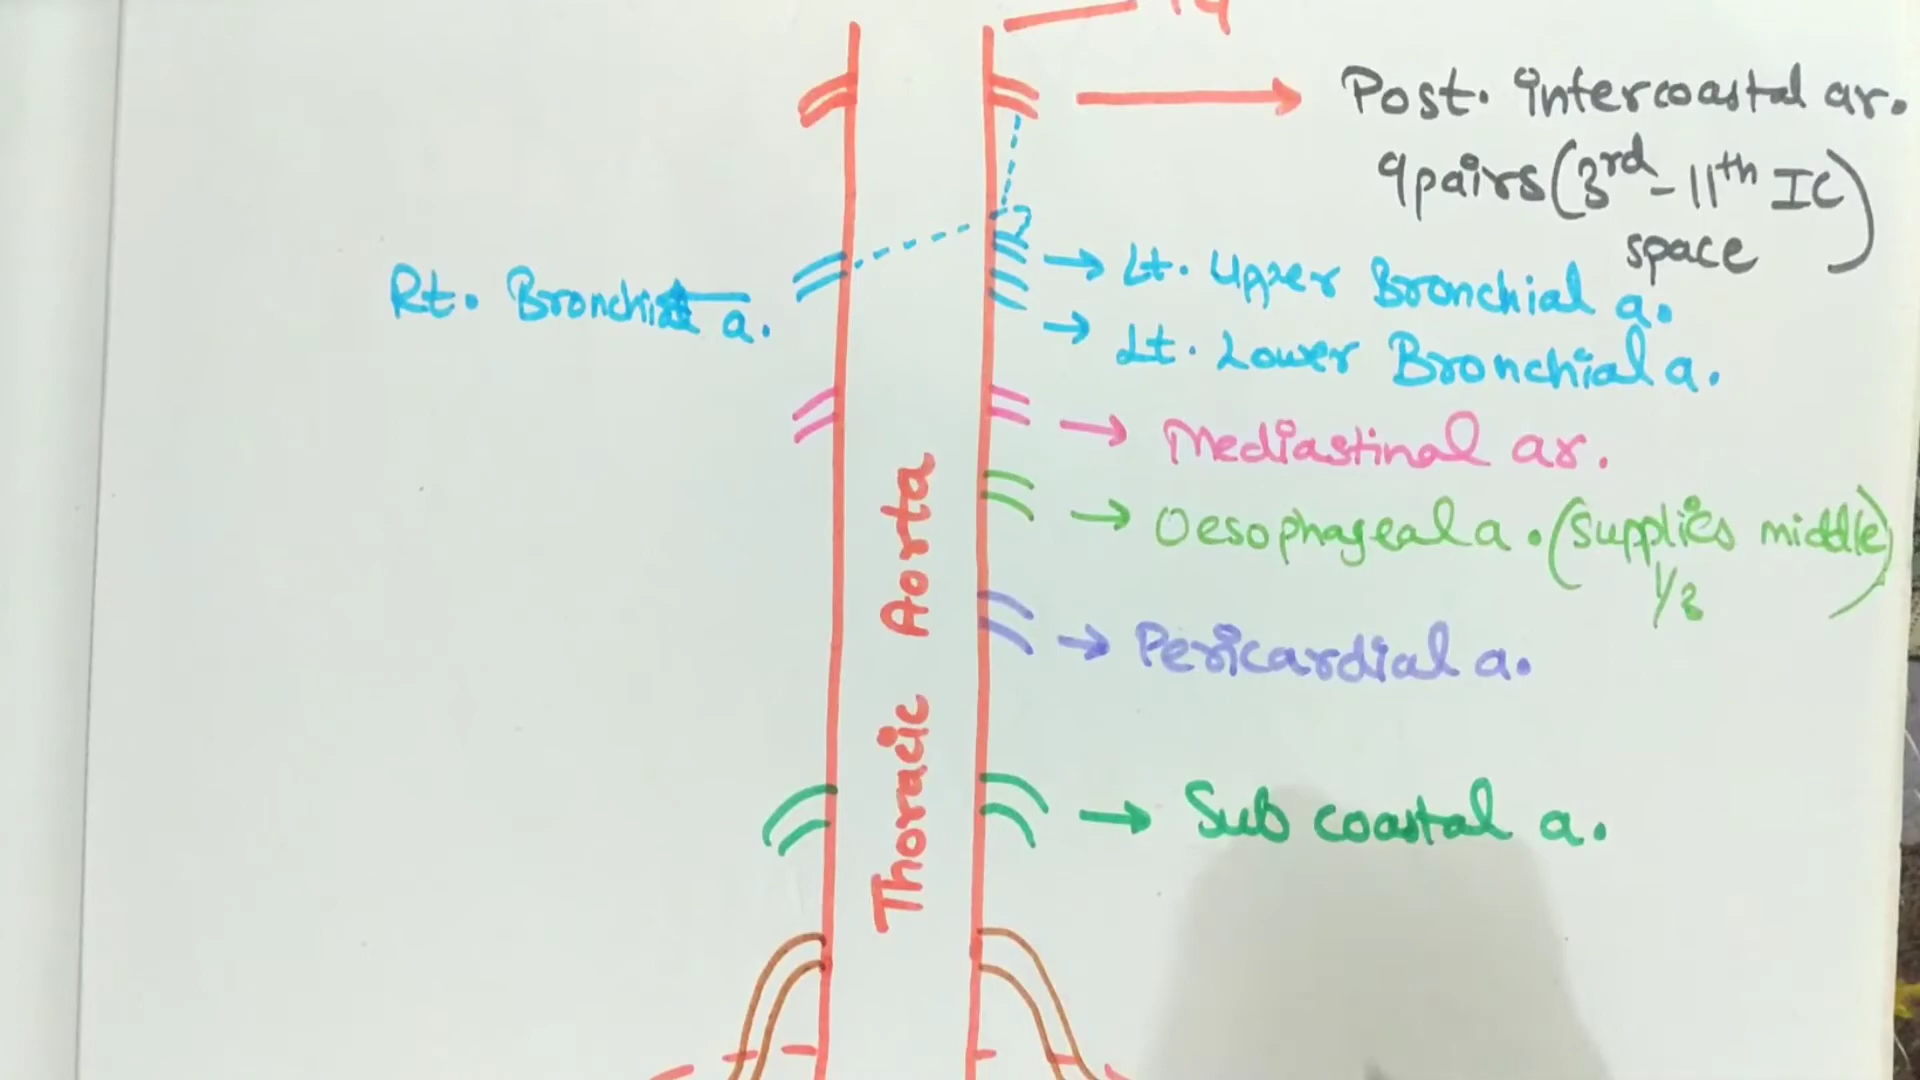 T4
Post. intercoastal ar.
9 pairs (3rd - 11th IC)
space
Rt. Bronchial a.
Lt. Upper Bronchial a.
Lt. Lower Bronchial a.
Mediastinal ar.
Oesophageal a. (supplies middle)
1/3
Pericardial a.
Sub coastal a.
Thoracic Aorta